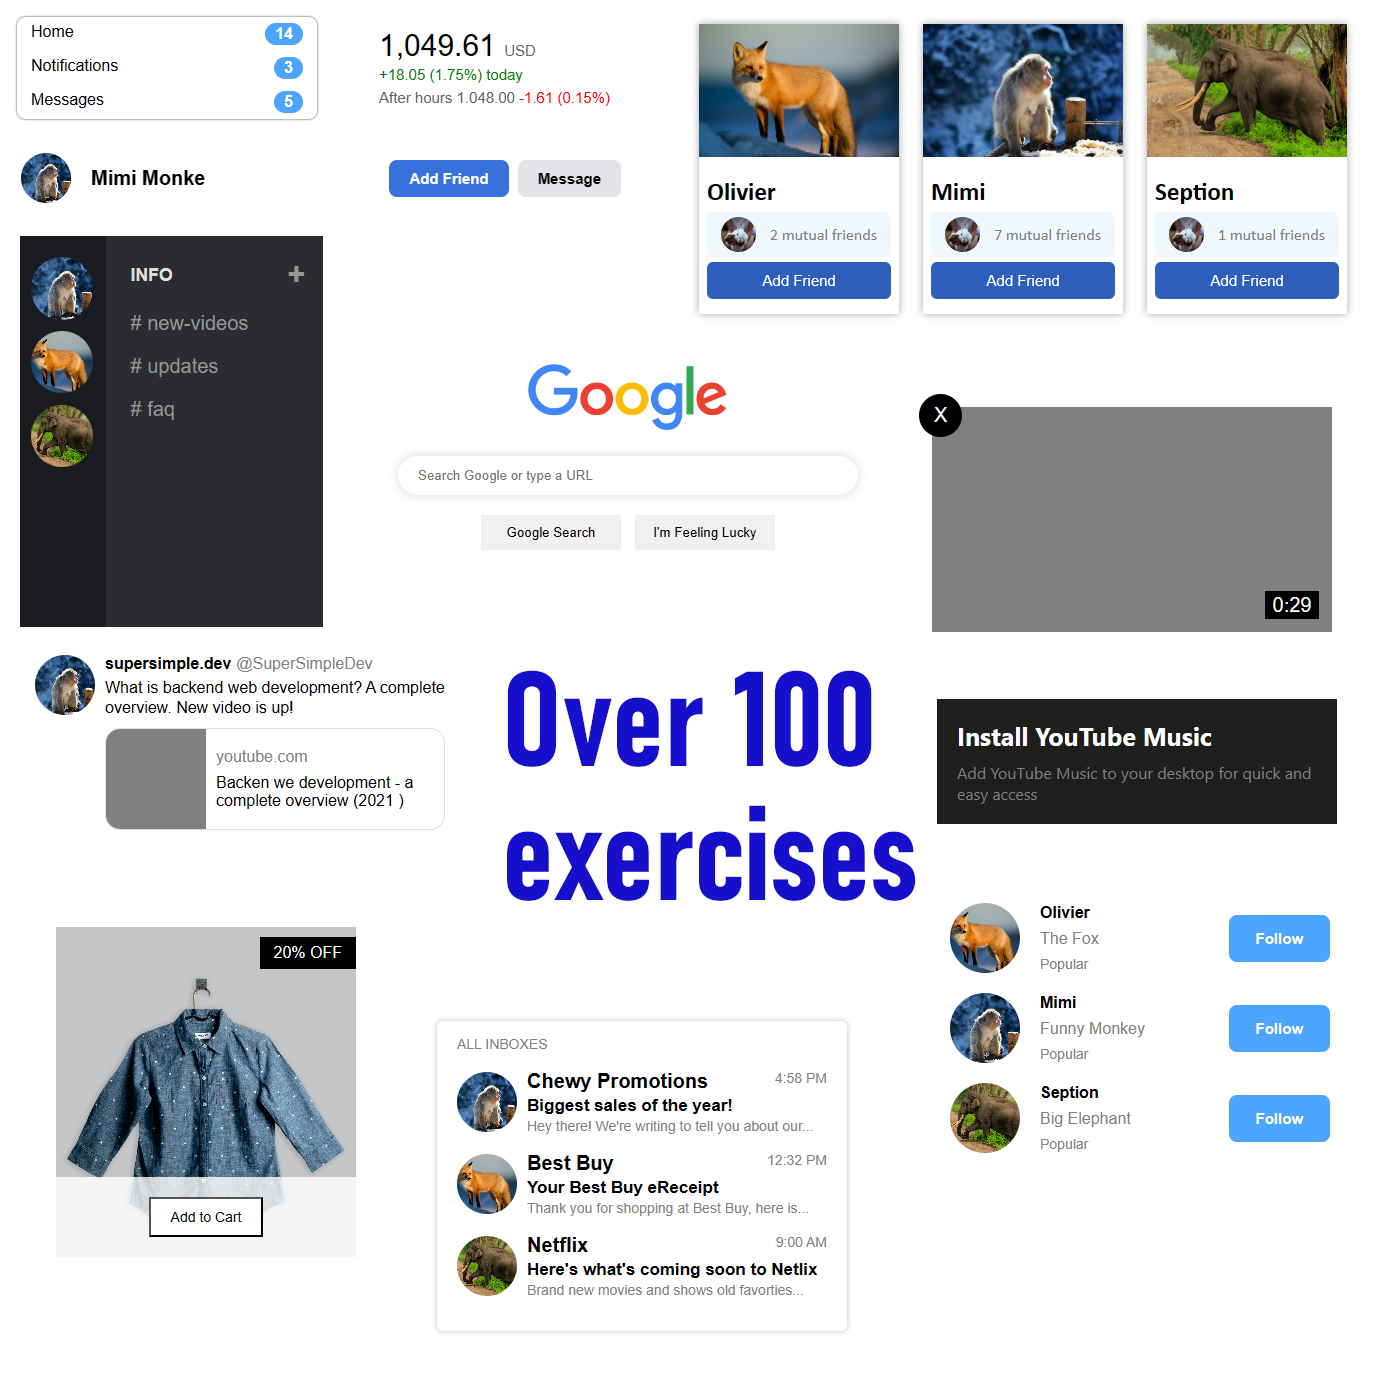 Home 14
Notifications 3
Messages 5
1,049.61 USD
+18.05 (1.75%) today
After hours 1.048.00 -1.61 (0.15%)
Mimi Monke
Add Friend Message
Olivier
2 mutual friends
Add Friend
Mimi
7 mutual friends
Add Friend
Seption
1 mutual friends
Add Friend
INFO +
# new-videos
# updates
# faq
Google
Search Google or type a URL
Google Search I'm Feeling Lucky
X
0:29
supersimple.dev @SuperSimpleDev
What is backend web development? A complete
overview. New video is up!
youtube.com
Backen we development - a
complete overview (2021 )
Over 100
exercises
Install YouTube Music
Add YouTube Music to your desktop for quick and
easy access
20% OFF
Add to Cart
ALL INBOXES
Chewy Promotions 4:58 PM
Biggest sales of the year!
Hey there! We're writing to tell you about our...
Best Buy 12:32 PM
Your Best Buy eReceipt
Thank you for shopping at Best Buy, here is...
Netflix 9:00 AM
Here's what's coming soon to Netlix
Brand new movies and shows old favorties...
Olivier
The Fox
Popular
Follow
Mimi
Funny Monkey
Popular
Follow
Seption
Big Elephant
Popular
Follow